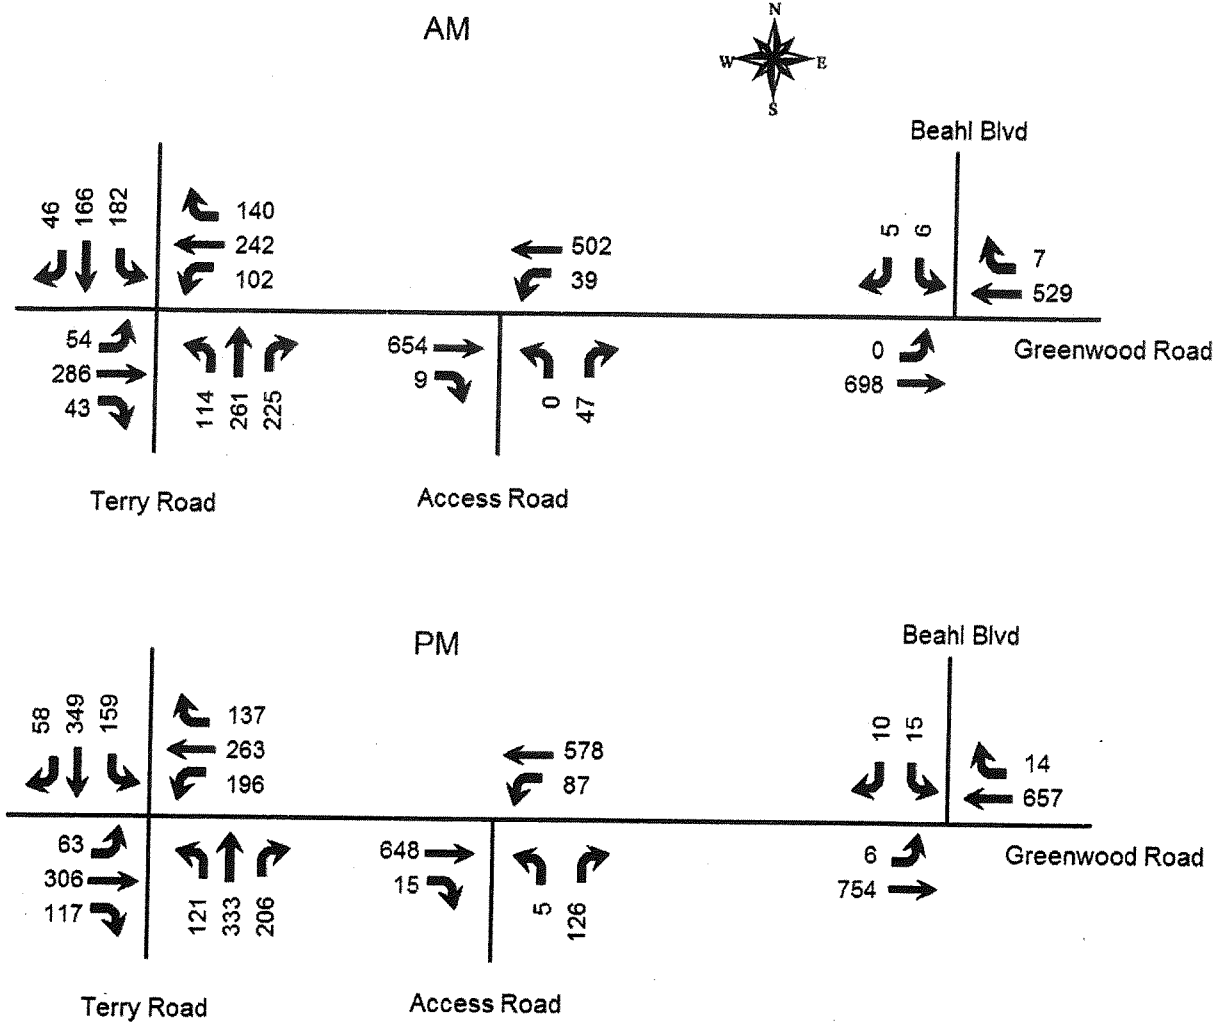 AM
N
W E
S
Beahl Blvd
46 166 182
140
242
102
502
39
5 6
7
529
54
286
43
114 261 225
654
9
0 47
0
698
Greenwood Road
Terry Road
Access Road
PM
Beahl Blvd
58 349 159
137
263
196
578
87
10 15
14
657
63
306
117
121 333 206
648
15
5 126
6
754
Greenwood Road
Terry Road
Access Road